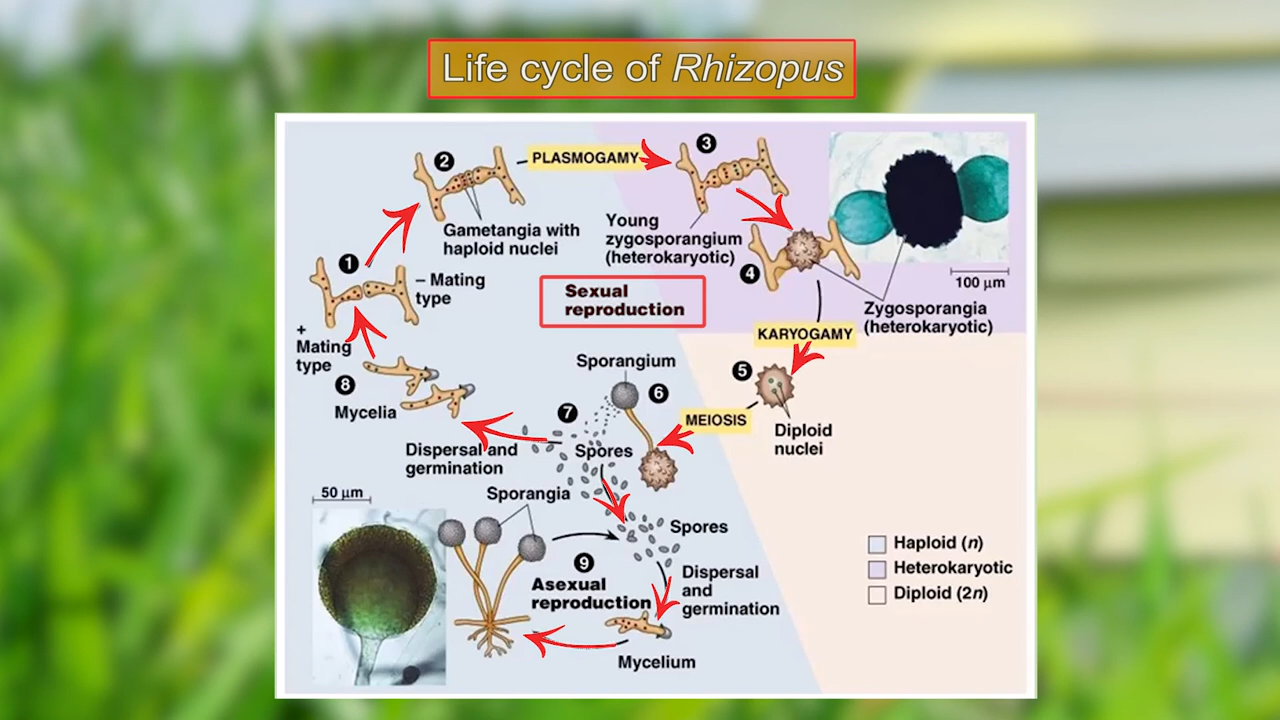 Life cycle of Rhizopus
2
PLASMOGAMY
3
Gametangia with
haploid nuclei
Young
zygosporangium
(heterokaryotic)
1
– Mating
type
+
Mating
type
4
100 μm
Zygosporangia
(heterokaryotic)
Sexual
reproduction
KARYOGAMY
5
Diploid
nuclei
MEIOSIS
Sporangium
6
7
8
Mycelia
Dispersal and
germination
Spores
50 μm
Sporangia
Spores
9
Asexual
reproduction
Dispersal
and
germination
Mycelium
Haploid (n)
Heterokaryotic
Diploid (2n)